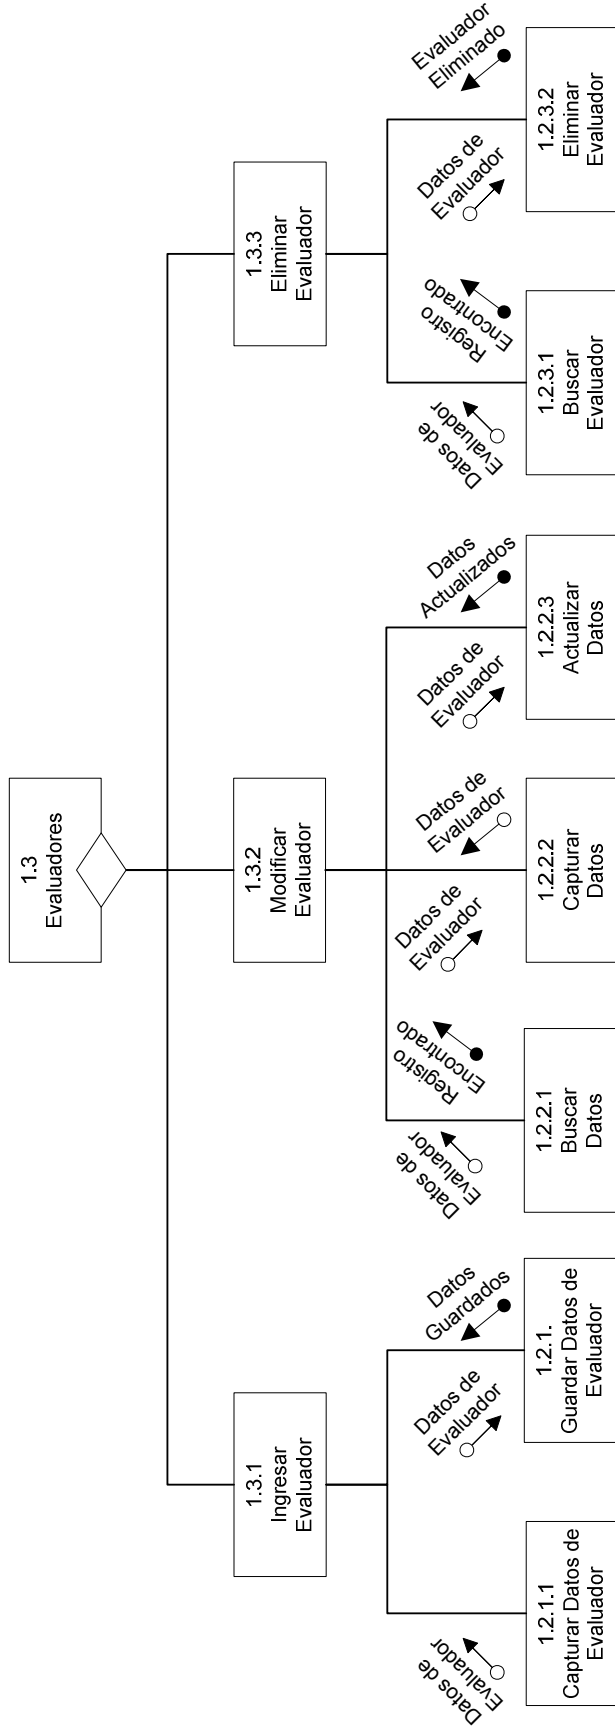 1.3
Evaluadores
1.3.1
Ingresar
Evaluador
1.3.2
Modificar
Evaluador
1.3.3
Eliminar
Evaluador
Datos de
Evaluador
Datos de
Evaluador
Datos
Guardados
Datos de
Evaluador
Registro
Encontrado
Datos de
Evaluador
Datos de
Evaluador
Datos de
Evaluador
Datos
Actualizados
Datos de
Evaluador
Registro
Encontrado
Datos de
Evaluador
Evaluador
Eliminado
1.2.1.1
Capturar Datos de
Evaluador
1.2.1.
Guardar Datos de
Evaluador
1.2.2.1
Buscar
Datos
1.2.2.2
Capturar
Datos
1.2.2.3
Actualizar
Datos
1.2.3.1
Buscar
Evaluador
1.2.3.2
Eliminar
Evaluador